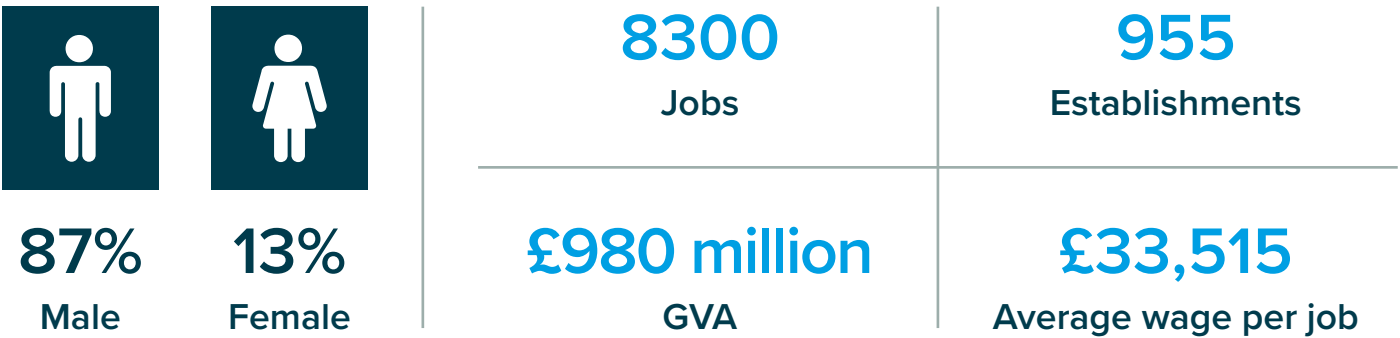 87%
Male
13%
Female
8300
Jobs
955
Establishments
£980 million
GVA
£33,515
Average wage per job